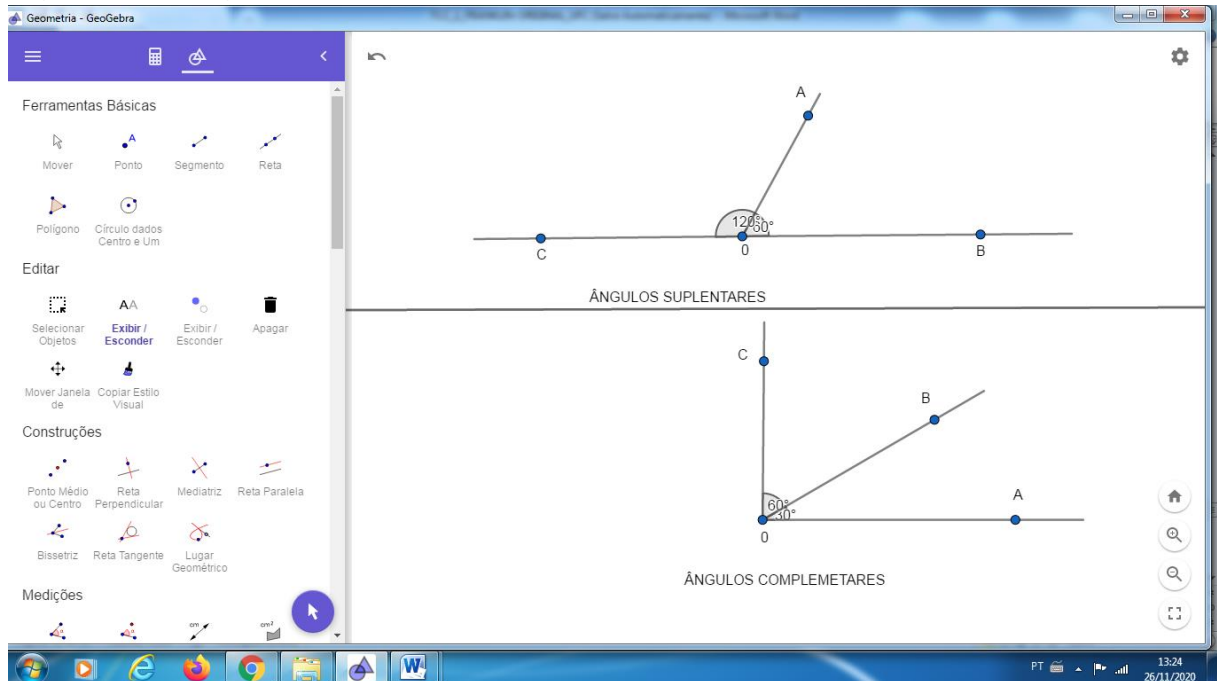 Geometria - GeoGebra
Ferramentas Básicas
Mover
Ponto
Segmento
Reta
Polígono
Círculo dados
Centro e Um
Editar
Selecionar
Objetos
Exibir /
Esconder
Exibir /
Esconder
Apagar
Mover Janela
de
Copiar Estilo
Visual
Construções
Ponto Médio
ou Centro
Reta
Perpendicular
Mediatriz
Reta Paralela
Bissetriz
Reta Tangente
Lugar
Geométrico
Medições
cm
cm²
A
120°
60°
C
0
B
ÂNGULOS SUPLENTARES
C
B
60°
30°
A
0
ÂNGULOS COMPLEMETARES
PT
13:24
26/11/2020